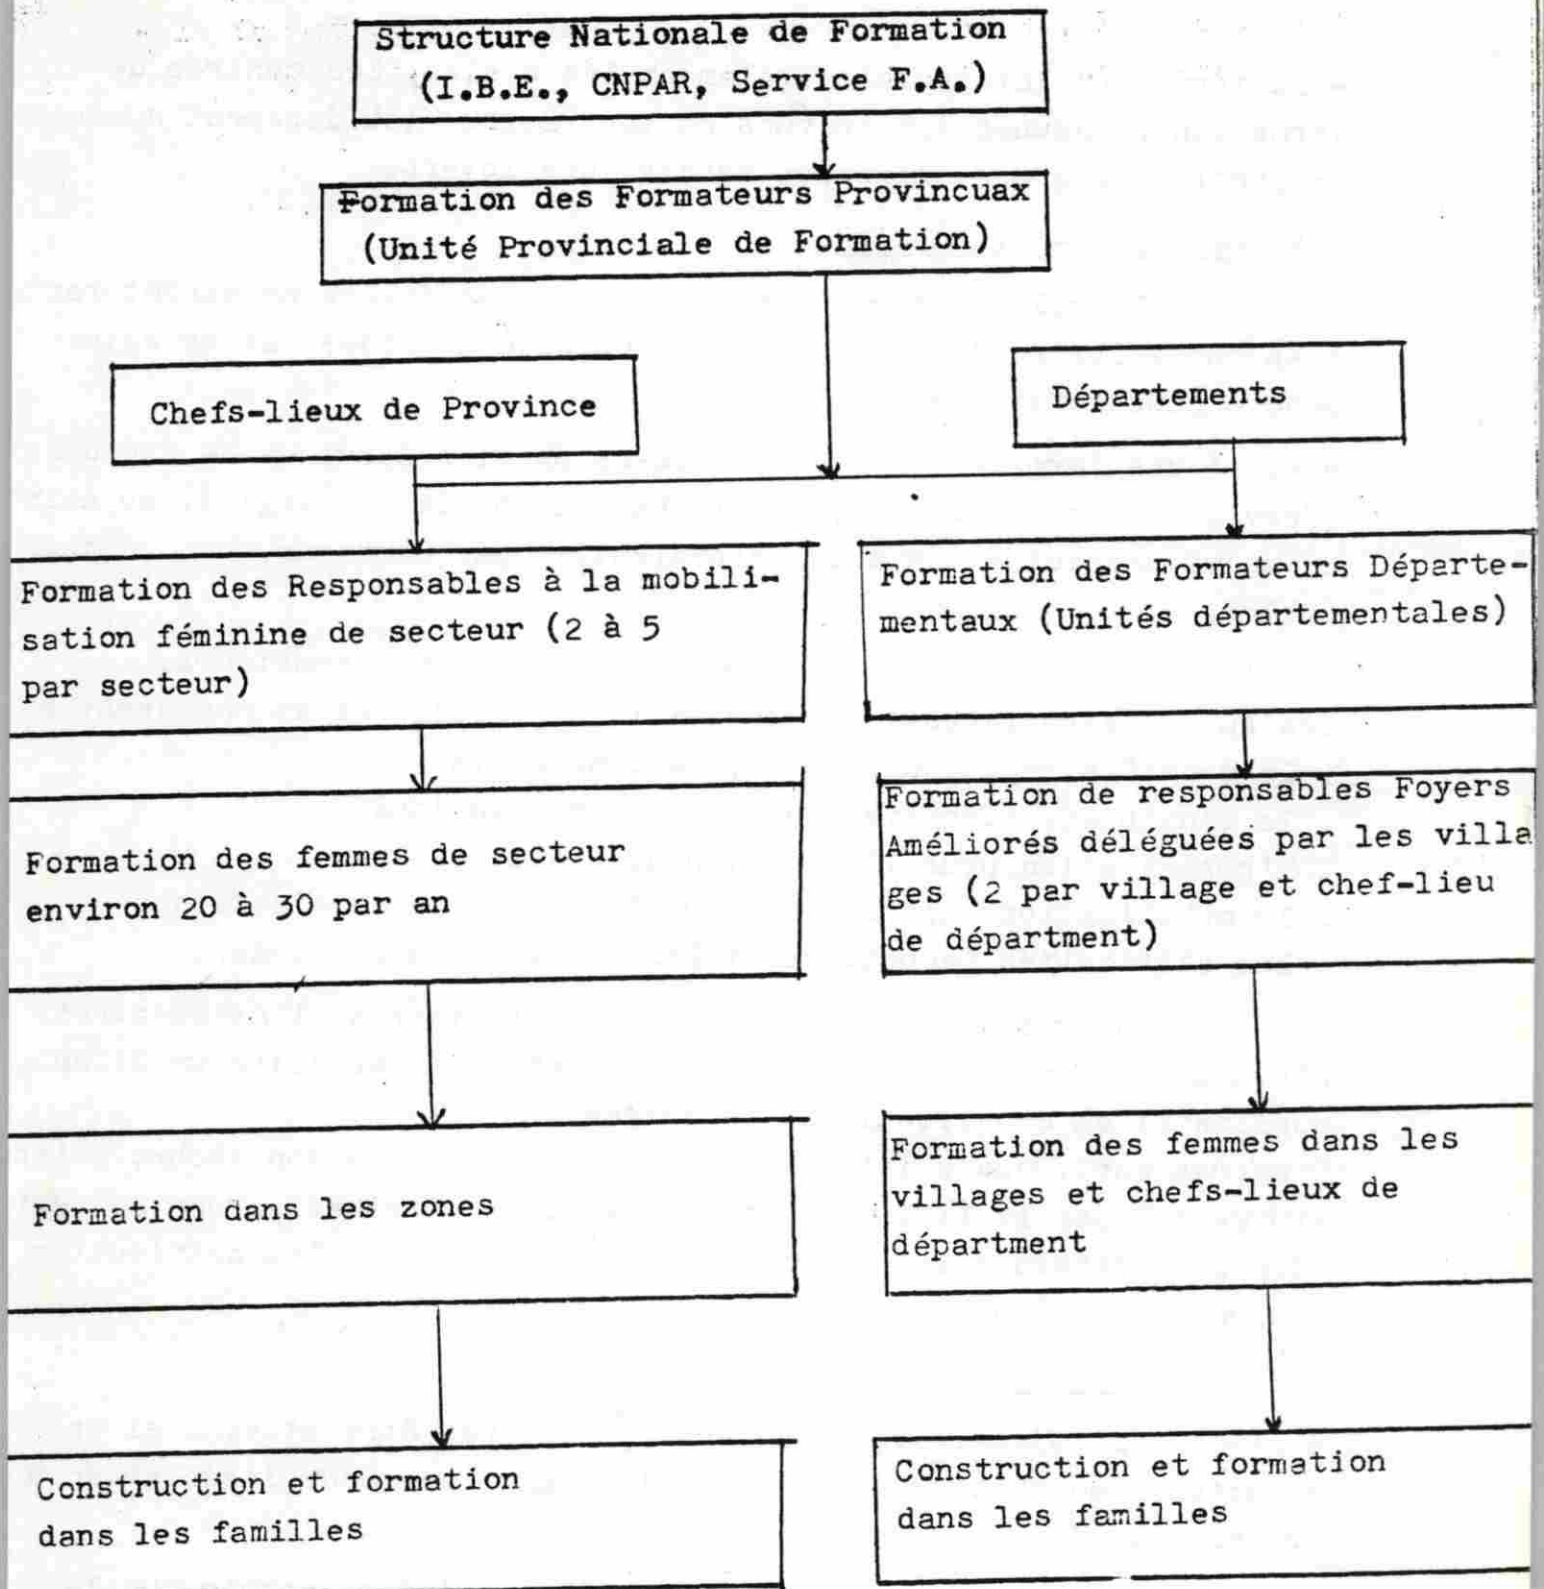 Structure Nationale de Formation
(I.B.E., CNPAR, Service F.A.)
Formation des Formateurs Provincuax
(Unité Provinciale de Formation)
Chefs-lieux de Province
Départements
Formation des Responsables à la mobili-
sation féminine de secteur (2 à 5
par secteur)
Formation des Formateurs Départe-
mentaux (Unités départementales)
Formation des femmes de secteur
environ 20 à 30 par an
Formation de responsables Foyers
Améliorés déléguées par les villa
ges (2 par village et chef-lieu
de départment)
Formation dans les zones
Formation des femmes dans les
villages et chefs-lieux de
départment
Construction et formation
dans les familles
Construction et formation
dans les familles